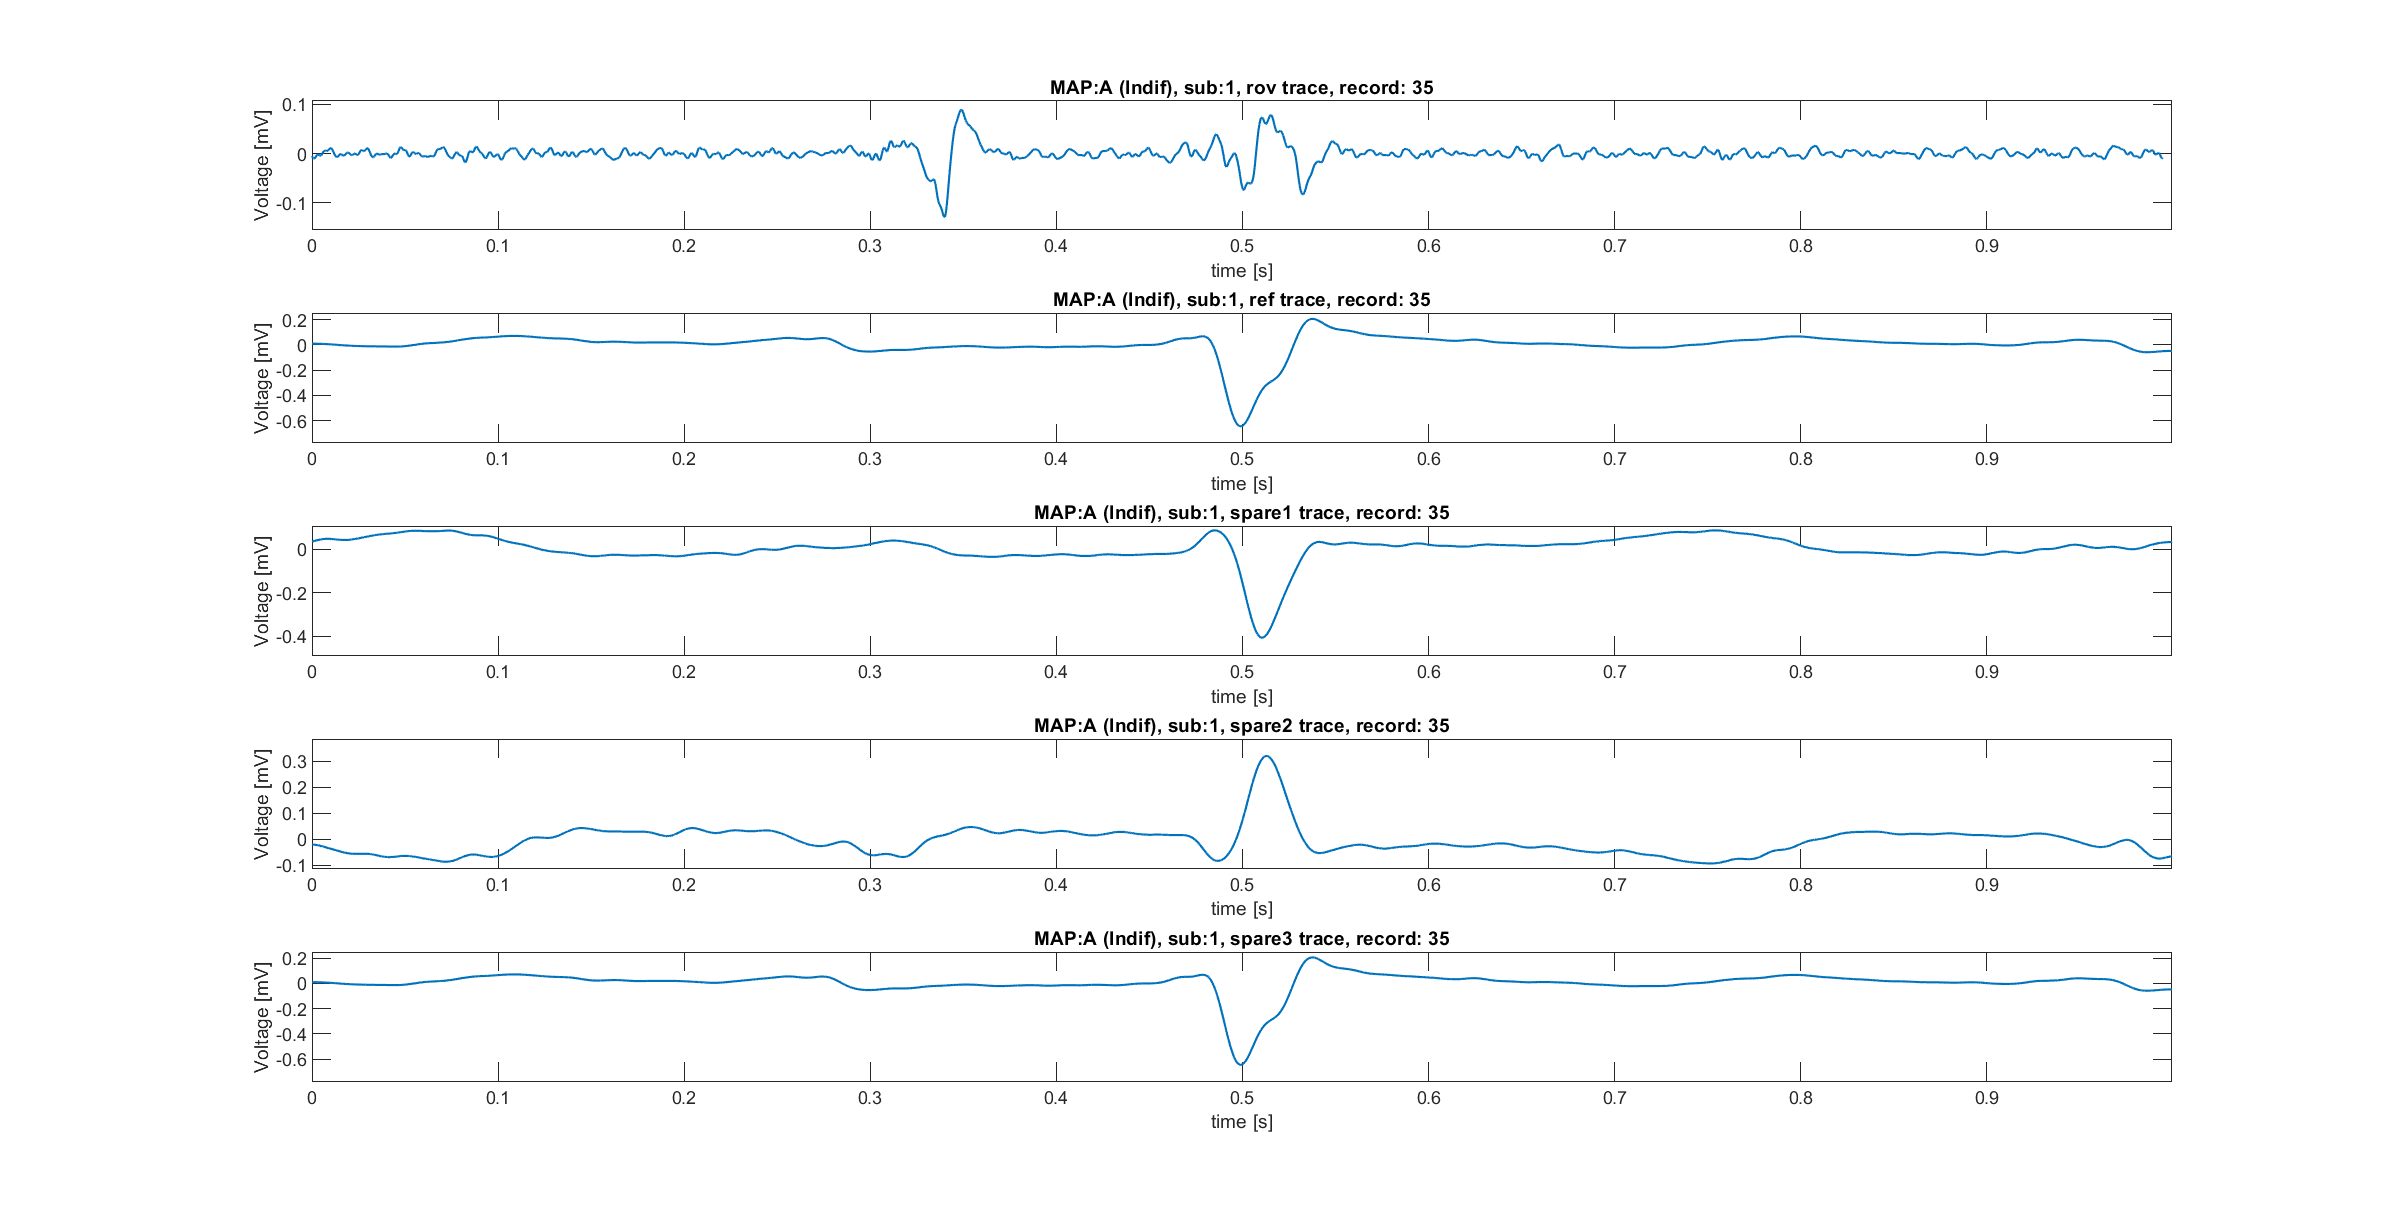 MAP:A (Indif), sub:1, rov trace, record: 35
Voltage [mV]
0.1
0
-0.1
0 0.1 0.2 0.3 0.4 0.5 0.6 0.7 0.8 0.9
time [s]
MAP:A (Indif), sub:1, ref trace, record: 35
Voltage [mV]
0.2
0
-0.2
-0.4
-0.6
0 0.1 0.2 0.3 0.4 0.5 0.6 0.7 0.8 0.9
time [s]
MAP:A (Indif), sub:1, spare1 trace, record: 35
Voltage [mV]
0
-0.2
-0.4
0 0.1 0.2 0.3 0.4 0.5 0.6 0.7 0.8 0.9
time [s]
MAP:A (Indif), sub:1, spare2 trace, record: 35
Voltage [mV]
0.3
0.2
0.1
0
-0.1
0 0.1 0.2 0.3 0.4 0.5 0.6 0.7 0.8 0.9
time [s]
MAP:A (Indif), sub:1, spare3 trace, record: 35
Voltage [mV]
0.2
0
-0.2
-0.4
-0.6
0 0.1 0.2 0.3 0.4 0.5 0.6 0.7 0.8 0.9
time [s]